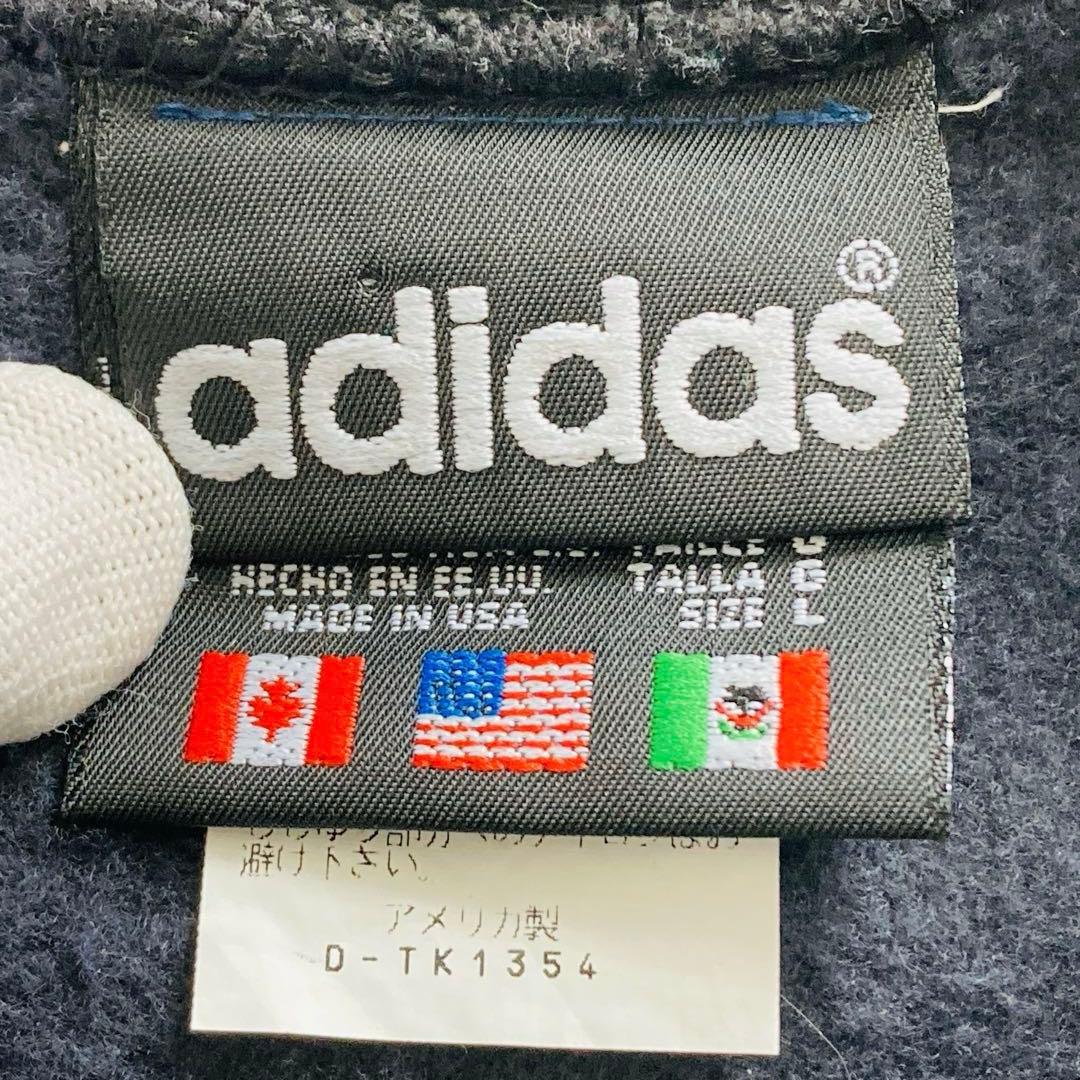 adidas®
TAILLE G
HECHO EN EE.UU. TALLA G
MADE IN USA SIZE L
避け下さい。
アメリカ製
D-TK1354